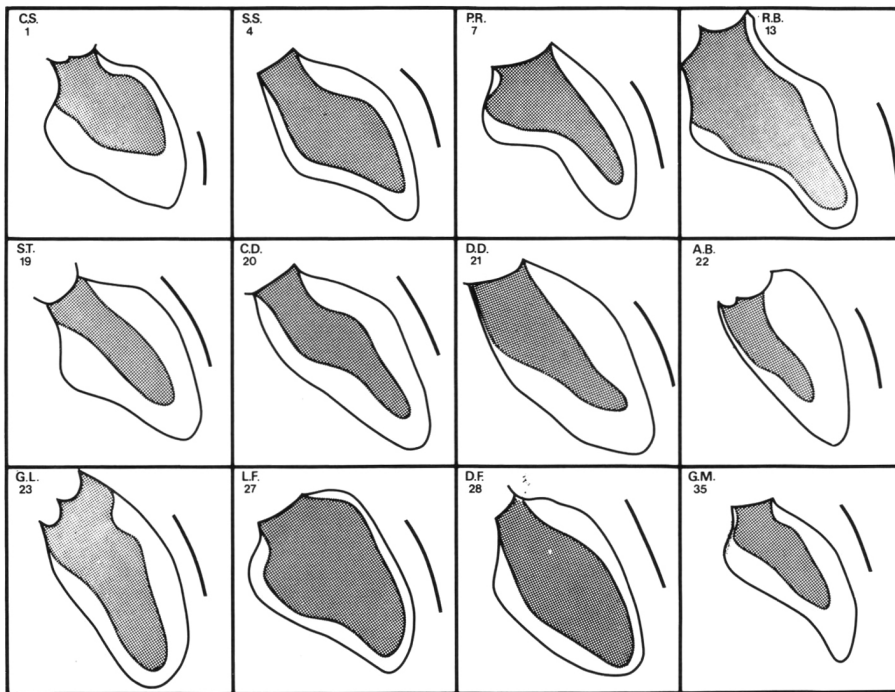 C.S.
1
S.S.
4
P.R.
7
R.B.
13
S.T.
19
C.D.
20
D.D.
21
A.B.
22
G.L.
23
L.F.
27
D.F.
28
G.M.
35